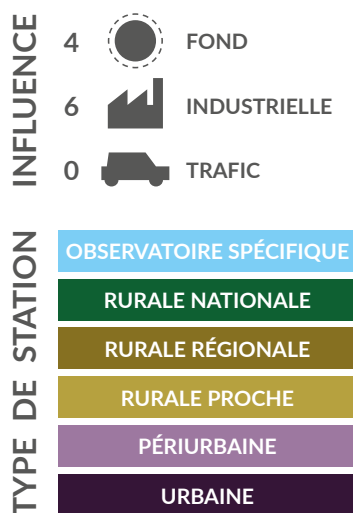 INFLUENCE
4 FOND
6 INDUSTRIELLE
0 TRAFIC
TYPE DE STATION
OBSERVATOIRE SPÉCIFIQUE
RURALE NATIONALE
RURALE RÉGIONALE
RURALE PROCHE
PÉRIURBAINE
URBAINE